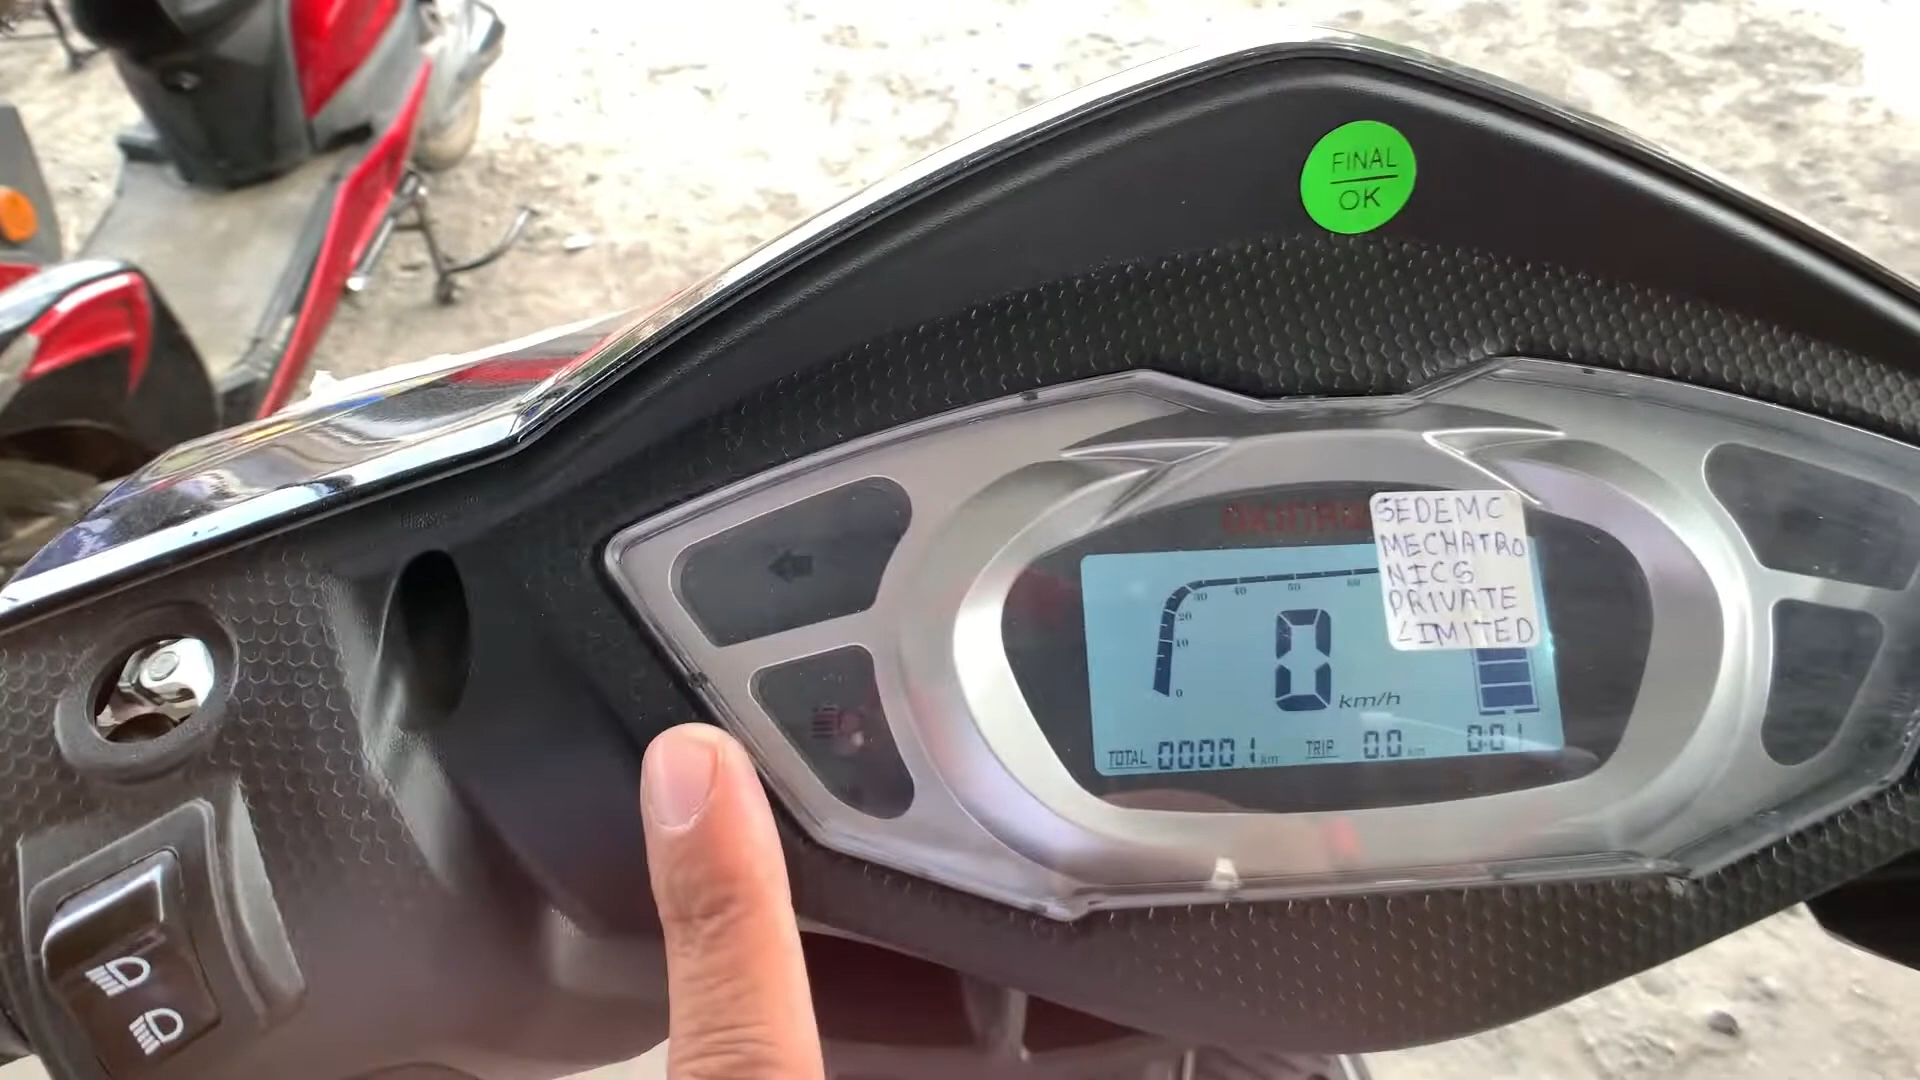 FINAL
OK
SEDEMC
MECHATRO
NICS
PRIVATE
LIMITED
30 40 50 60
20
10
0
0 km/h
TOTAL 00001 km TRIP 0.0 km 0:01